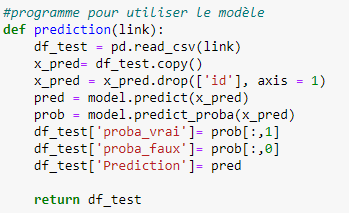 #programme pour utiliser le modèle
def prediction(link):
    df_test = pd.read_csv(link)
    x_pred= df_test.copy()
    x_pred = x_pred.drop(['id'], axis = 1)
    pred = model.predict(x_pred)
    prob = model.predict_proba(x_pred)
    df_test['proba_vrai']= prob[:,1]
    df_test['proba_faux']= prob[:,0]
    df_test['Prediction']= pred
    return df_test